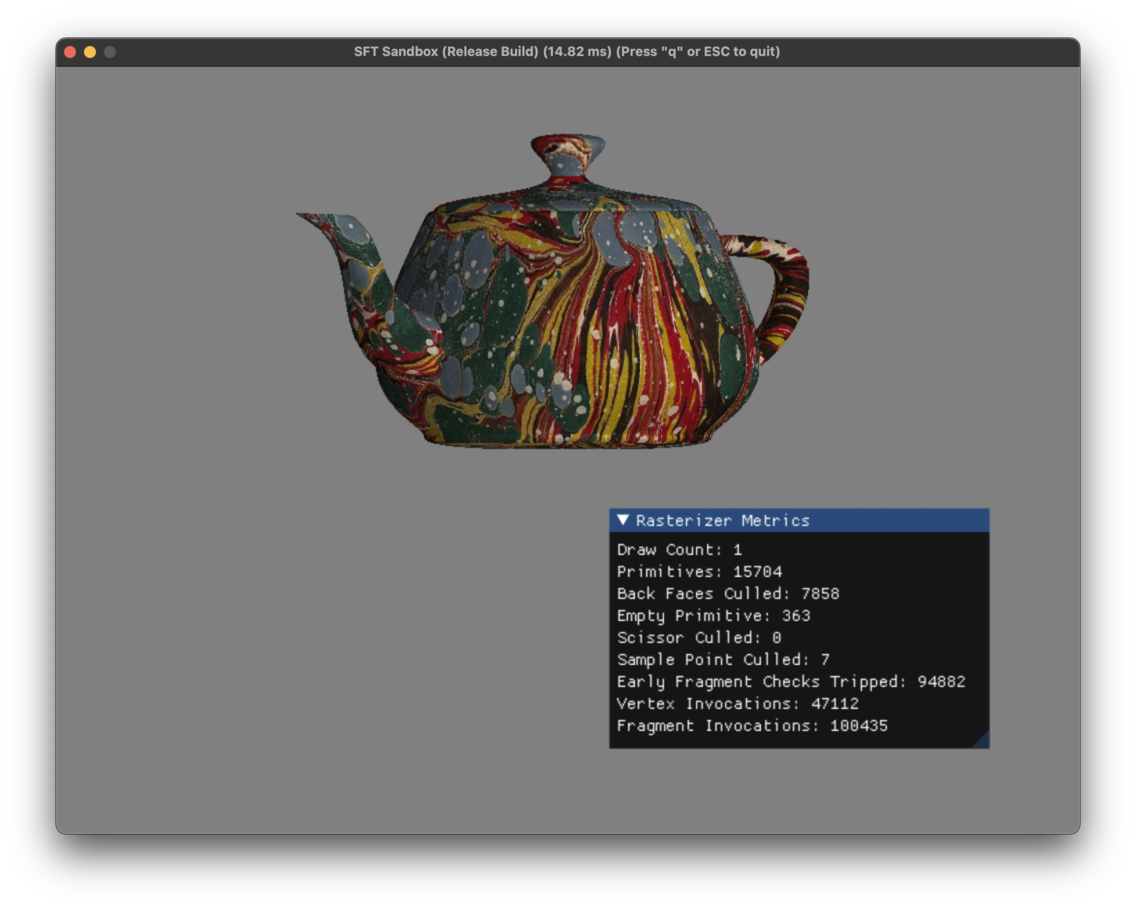 SFT Sandbox (Release Build) (14.82 ms) (Press "q" or ESC to quit)
Rasterizer Metrics
Draw Count: 1
Primitives: 15704
Back Faces Culled: 7858
Empty Primitive: 363
Scissor Culled: 0
Sample Point Culled: 7
Early Fragment Checks Tripped: 94882
Vertex Invocations: 47112
Fragment Invocations: 100435